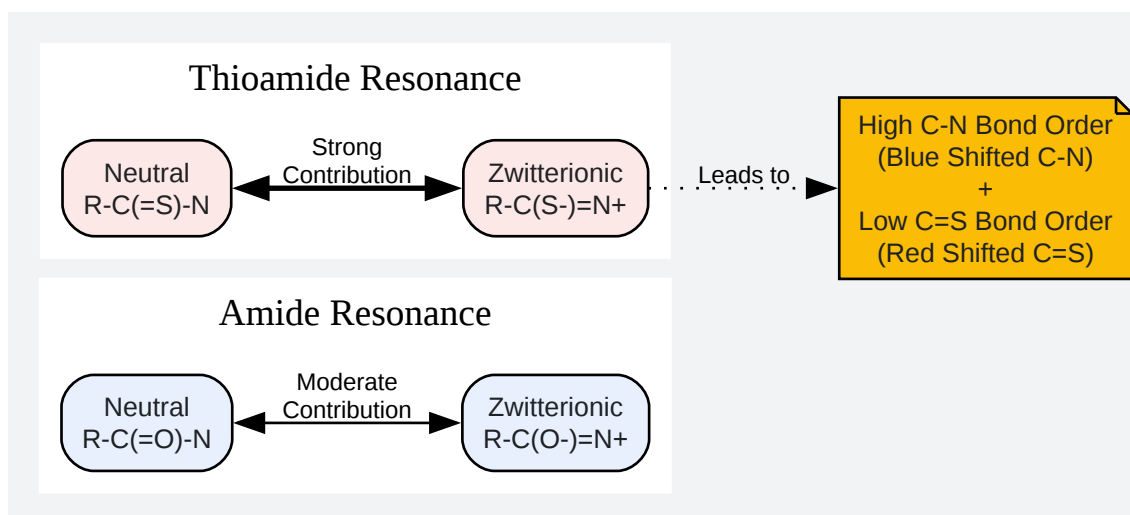 Thioamide Resonance
Neutral
R-C(=S)-N
Strong
Contribution
Zwitterionic
R-C(S-)=N+
Leads to
High C-N Bond Order
(Blue Shifted C-N)
+
Low C=S Bond Order
(Red Shifted C=S)
Amide Resonance
Neutral
R-C(=O)-N
Moderate
Contribution
Zwitterionic
R-C(O-)=N+